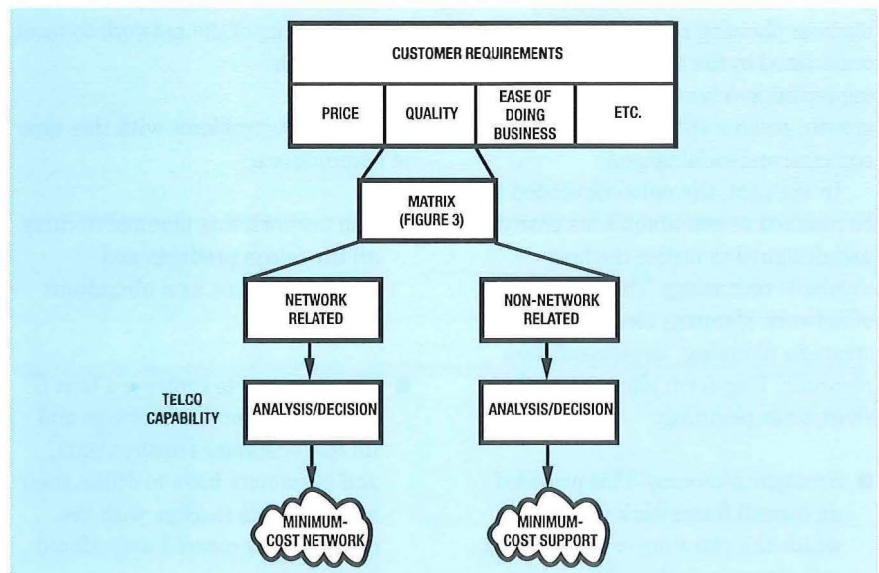 CUSTOMER REQUIREMENTS
PRICE
QUALITY
EASE OF
DOING
BUSINESS
ETC.
MATRIX
(FIGURE 3)
NETWORK
RELATED
NON-NETWORK
RELATED
TELCO
CAPABILITY
ANALYSIS/DECISION
ANALYSIS/DECISION
MINIMUM-
COST NETWORK
MINIMUM-
COST SUPPORT